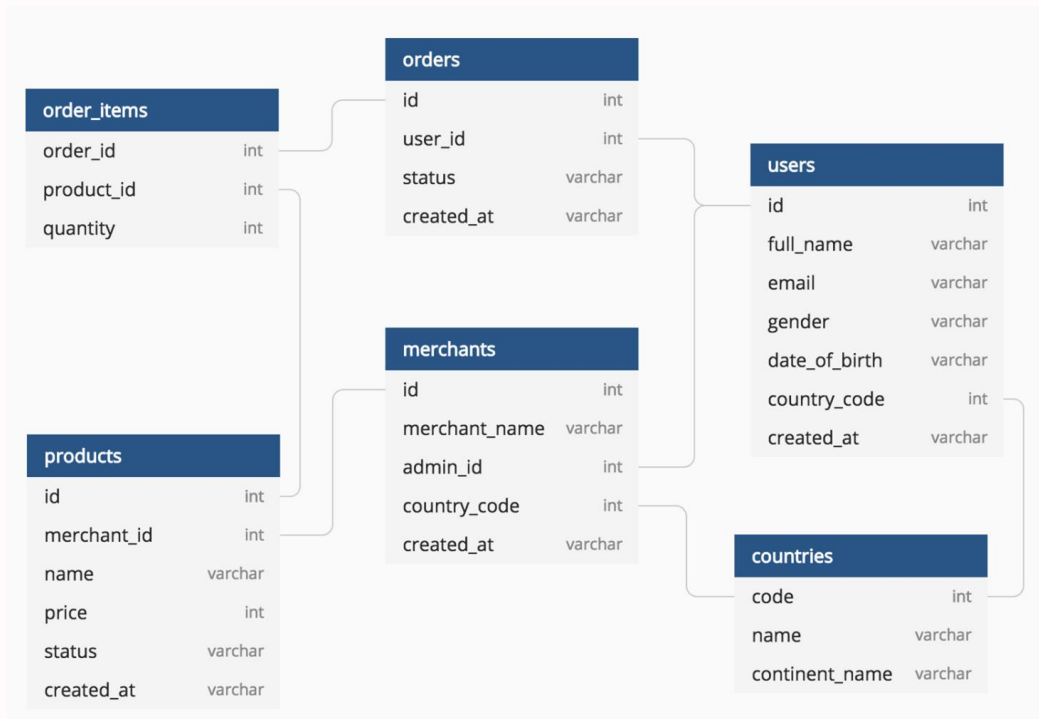 order_items
order_id int
product_id int
quantity int
orders
id int
user_id int
status varchar
created_at varchar
users
id int
full_name varchar
email varchar
gender varchar
date_of_birth varchar
country_code int
created_at varchar
merchants
id int
merchant_name varchar
admin_id int
country_code int
created_at varchar
products
id int
merchant_id int
name varchar
price int
status varchar
created_at varchar
countries
code int
name varchar
continent_name varchar